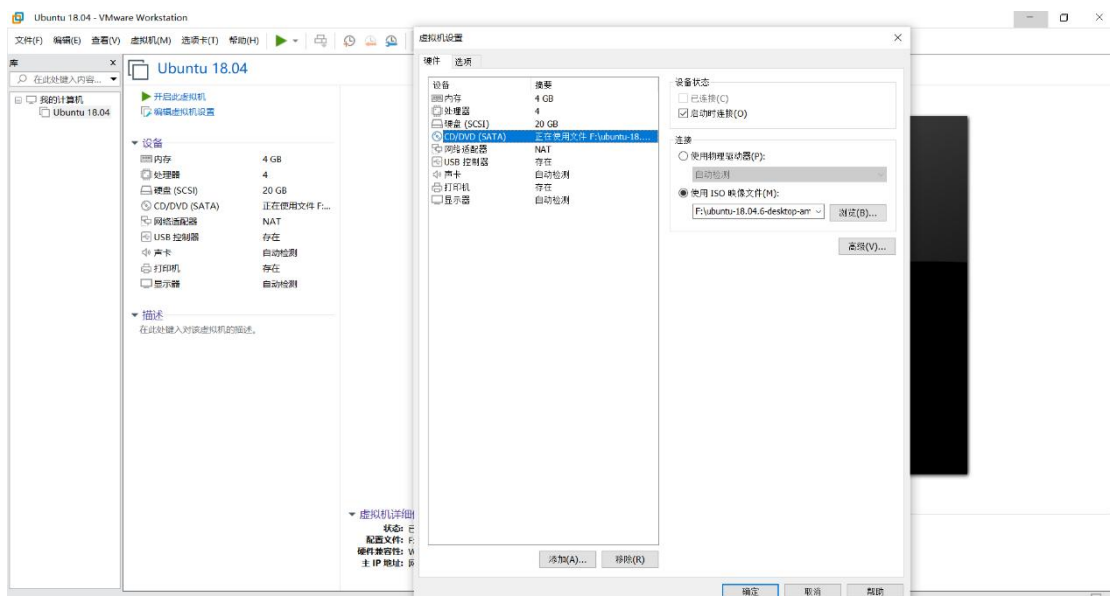 Ubuntu 18.04 - VMware Workstation
文件(F) 编辑(E) 查看(V) 虚拟机(M) 选项卡(T) 帮助(H)
库
在此处键入内容...
我的计算机
Ubuntu 18.04
Ubuntu 18.04
开启此虚拟机
编辑虚拟机设置
设备
内存 4 GB
处理器 4
硬盘 (SCSI) 20 GB
CD/DVD (SATA) 正在使用文件 F:...
网络适配器 NAT
USB 控制器 存在
声卡 自动检测
打印机 存在
显示器 自动检测
描述
在此处键入对该虚拟机的描述。
虚拟机详细
状态:
配置文件: F:
硬件兼容性: W
主 IP 地址:
虚拟机设置
硬件 选项
设备 摘要
内存 4 GB
处理器 4
硬盘 (SCSI) 20 GB
CD/DVD (SATA) 正在使用文件 F:\ubuntu-18....
网络适配器 NAT
USB 控制器 存在
声卡 自动检测
打印机 存在
显示器 自动检测
添加(A)... 移除(R)
设备状态
已连接(C)
启动时连接(O)
连接
使用物理驱动器(P):
自动检测
使用 ISO 映像文件(M):
F:\ubuntu-18.04.6-desktop-am 浏览(B)...
高级(V)...
确定 取消 帮助